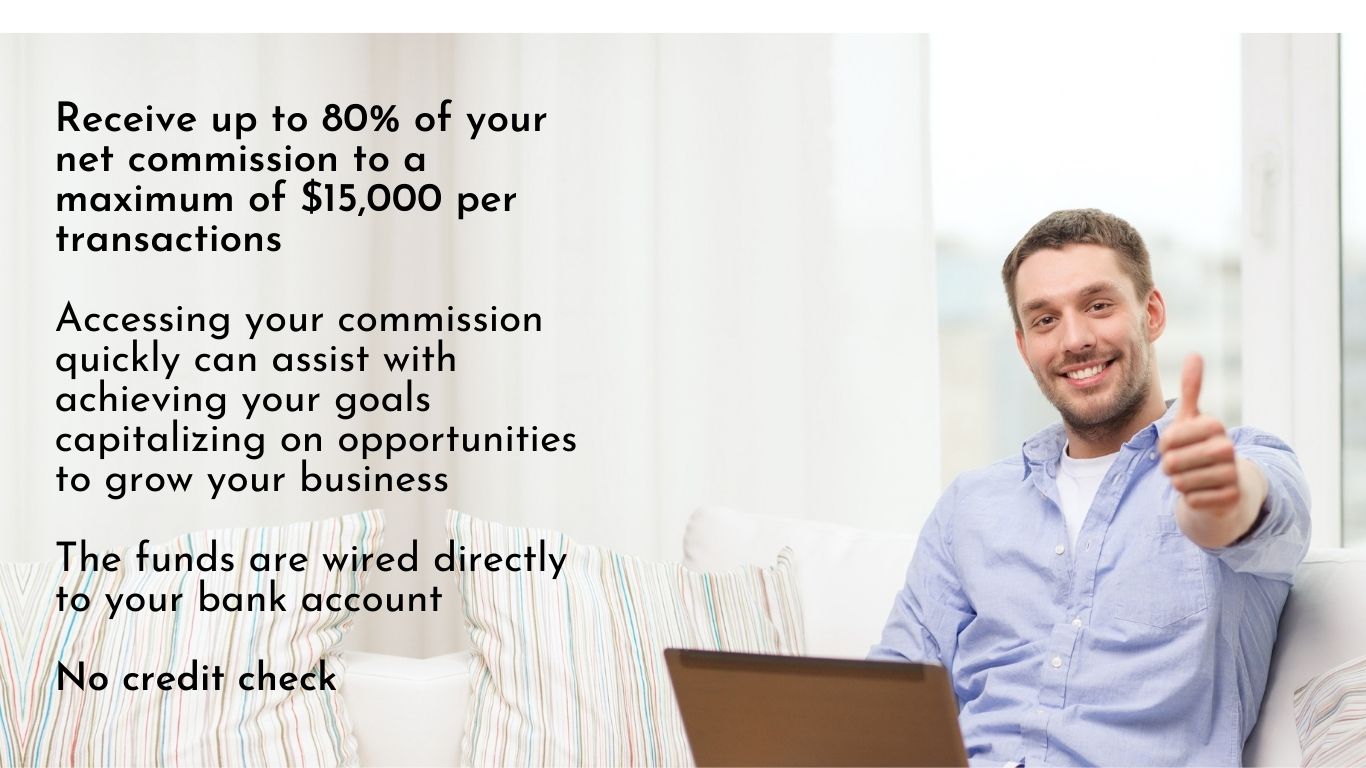 Receive up to 80% of your
net commission to a
maximum of $15,000 per
transactions
Accessing your commission
quickly can assist with
achieving your goals
capitalizing on opportunities
to grow your business
The funds are wired directly
to your bank account
No credit check